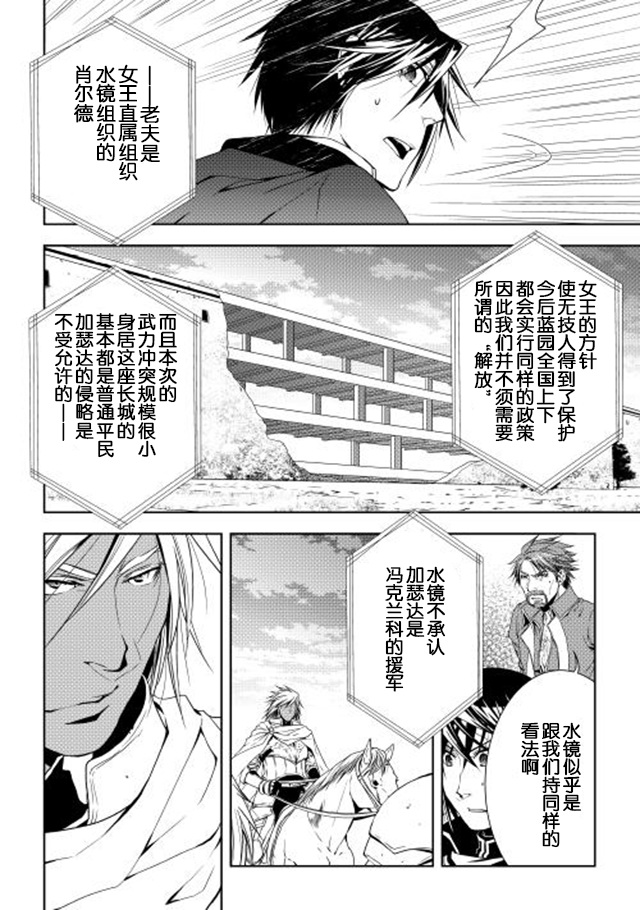 ——老夫是
女王直属组织
水镜组织的
肖尔德
女王的方针
使无技人得到了保护
今后蓝园全国上下
都会实行同样的政策
因此我们并不须需要
所谓的“解放”
而且本次的
武力冲突规模很小
身居这座长城的
基本都是普通平民
加瑟达的侵略是
不受允许的——
水镜不承认
加瑟达是
冯克兰科的援军
水镜似乎是
跟我们持同样的
看法啊